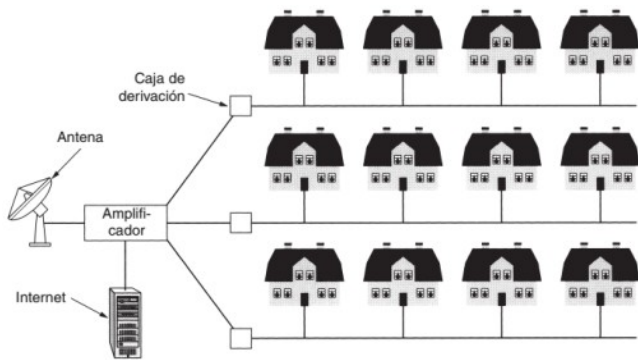 Caja de
derivación
Antena
Amplifi-
cador
Internet